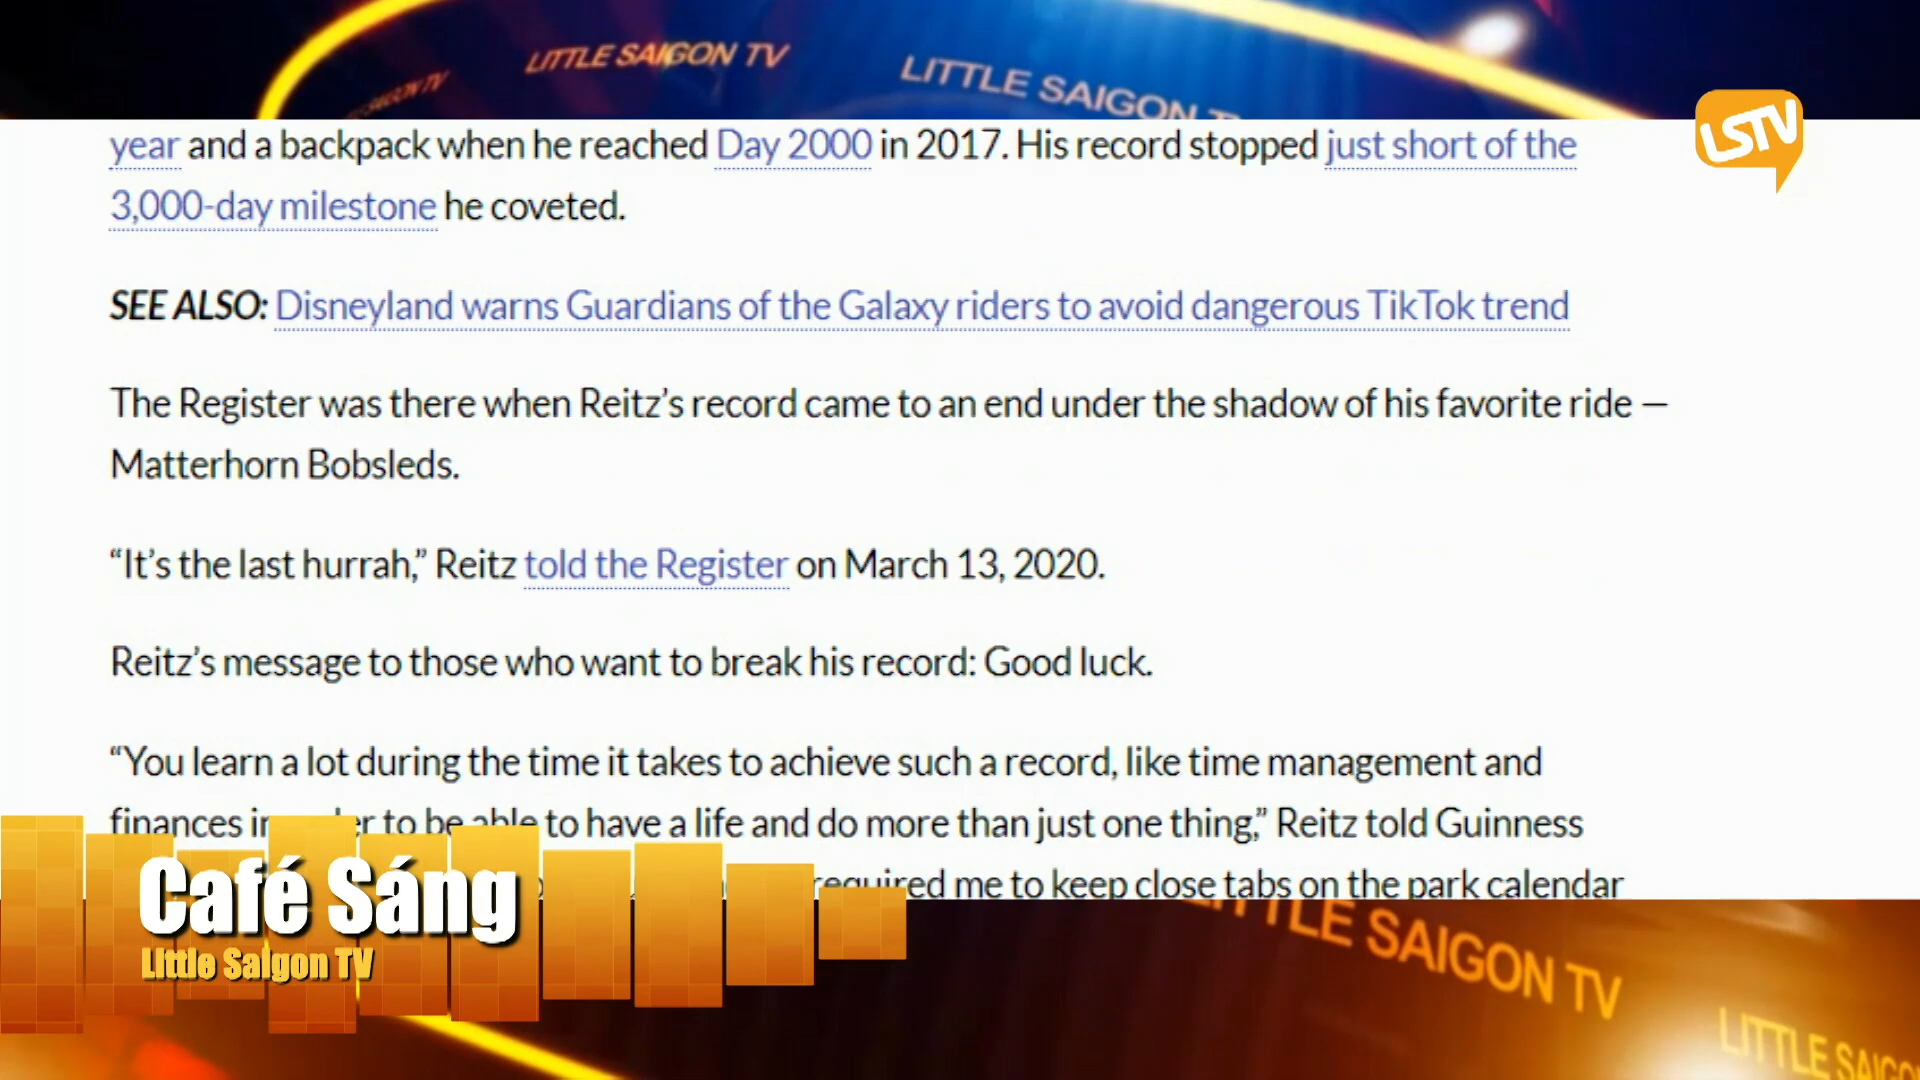 SAIGON TV
LITTLE SAIGON TV
LITTLE SAIGON T
LSTV
year and a backpack when he reached Day 2000 in 2017. His record stopped just short of the
3,000-day milestone he coveted.
SEE ALSO: Disneyland warns Guardians of the Galaxy riders to avoid dangerous TikTok trend
The Register was there when Reitz’s record came to an end under the shadow of his favorite ride —
Matterhorn Bobsleds.
“It’s the last hurrah,” Reitz told the Register on March 13, 2020.
Reitz’s message to those who want to break his record: Good luck.
“You learn a lot during the time it takes to achieve such a record, like time management and
finances to be able to have a life and do more than just one thing,” Reitz told Guinness
required me to keep close tabs on the park calendar
Café Sáng
Little Saigon TV
LITTLE SAIGON TV
LITTLE SAIGO